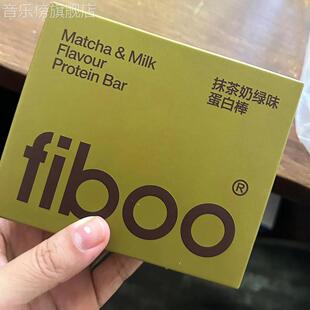 音乐榜旗舰店
Matcha & Milk
Flavour
Protein Bar
抹茶奶绿味
蛋白棒
fiboo®